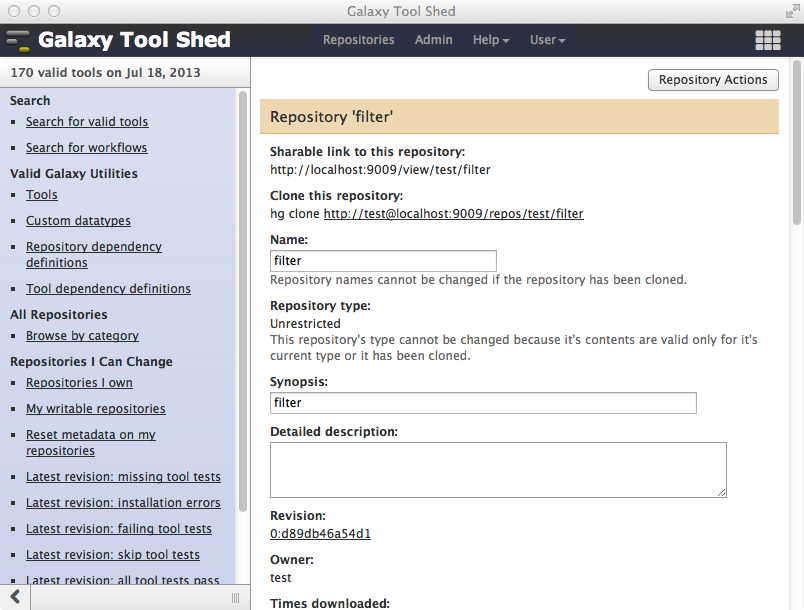 Galaxy Tool Shed
Galaxy Tool Shed
Repositories Admin Help User
170 valid tools on Jul 18, 2013
Search
Search for valid tools
Search for workflows
Valid Galaxy Utilities
Tools
Custom datatypes
Repository dependency
definitions
Tool dependency definitions
All Repositories
Browse by category
Repositories I Can Change
Repositories I own
My writable repositories
Reset metadata on my
repositories
Latest revision: missing tool tests
Latest revision: installation errors
Latest revision: failing tool tests
Latest revision: skip tool tests
Latest revision: all tool tests pass
Repository Actions
Repository 'filter'
Sharable link to this repository:
http://localhost:9009/view/test/filter
Clone this repository:
hg clone http://test@localhost:9009/repos/test/filter
Name:
filter
Repository names cannot be changed if the repository has been cloned.
Repository type:
Unrestricted
This repository's type cannot be changed because it's contents are valid only for it's
current type or it has been cloned.
Synopsis:
filter
Detailed description:
Revision:
0:d89db46a54d1
Owner:
test
Times downloaded: